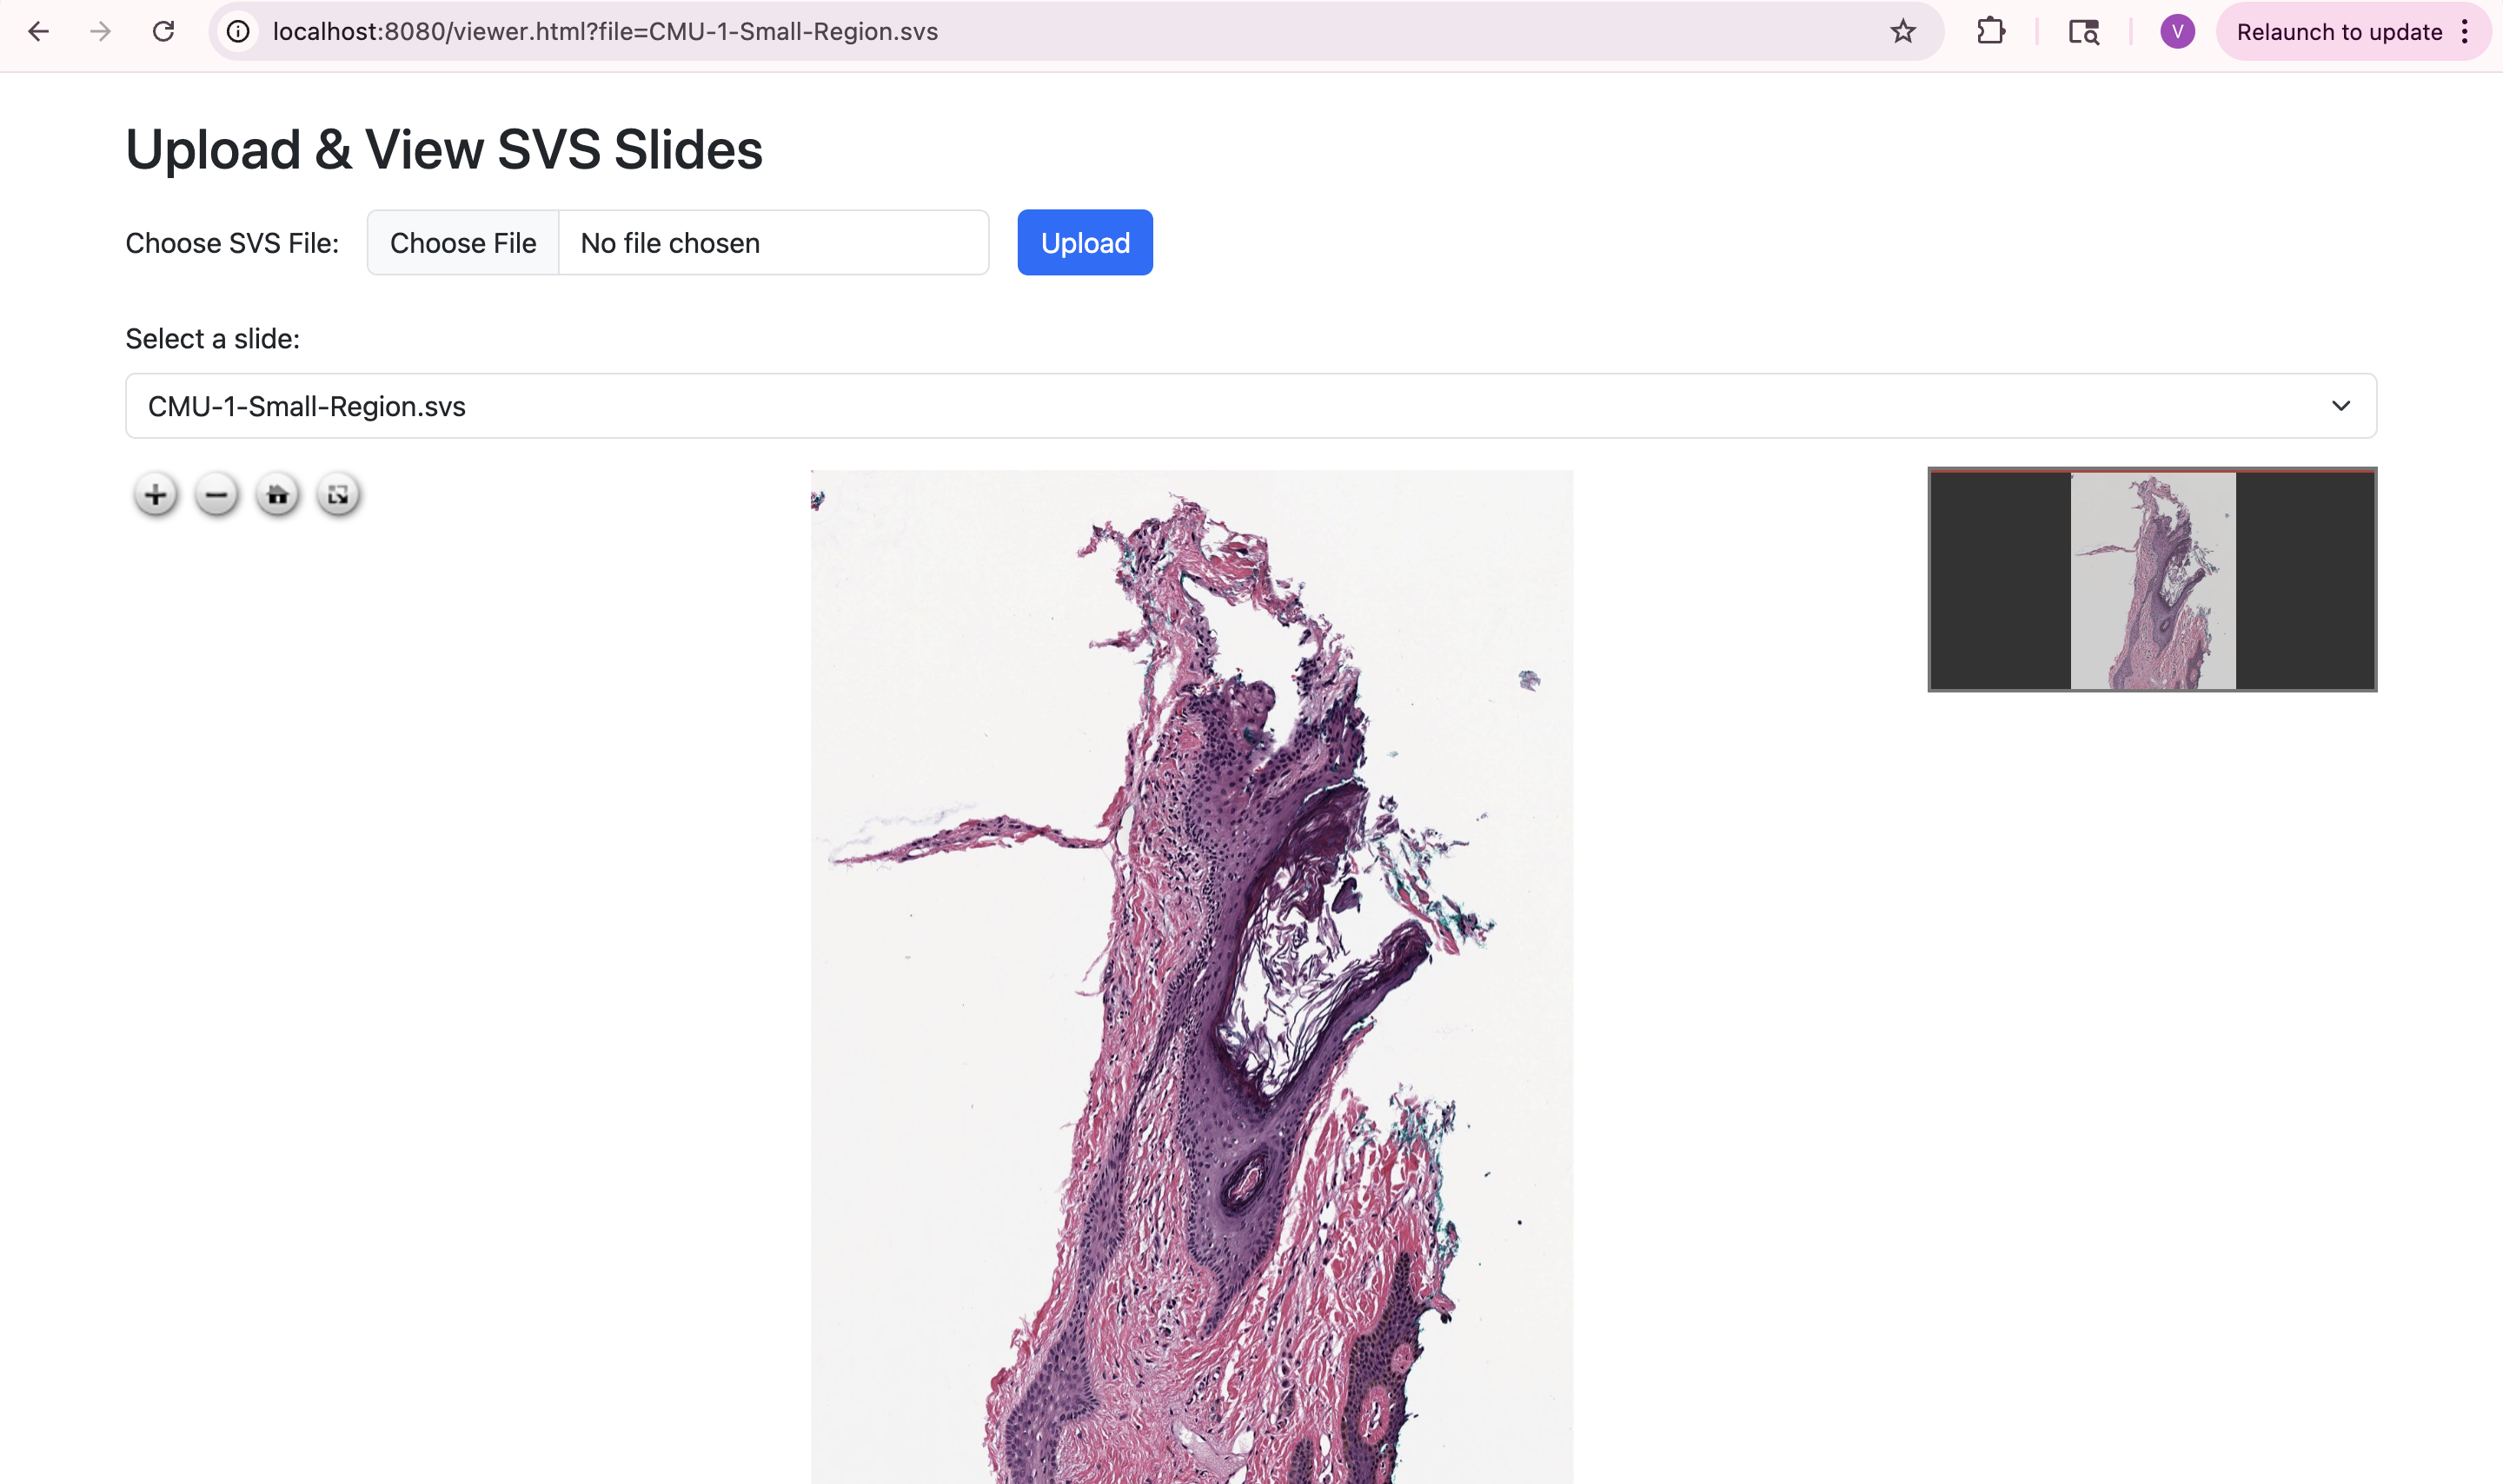 localhost:8080/viewer.html?file=CMU-1-Small-Region.svs
V
Relaunch to update
Upload & View SVS Slides
Choose SVS File:
Choose File
No file chosen
Upload
Select a slide:
CMU-1-Small-Region.svs